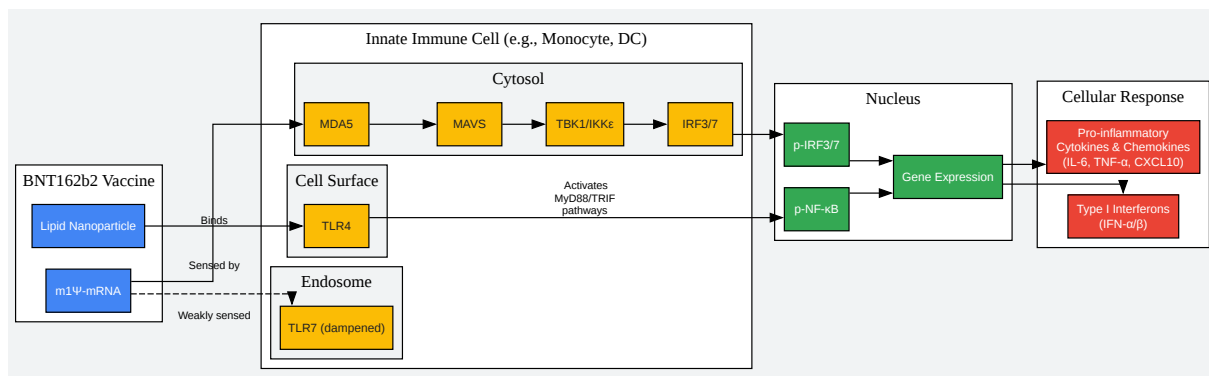 Innate Immune Cell (e.g., Monocyte, DC)
Cytosol
MDA5
MAVS
TBK1/IKKε
IRF3/7
BNT162b2 Vaccine
Lipid Nanoparticle
m1Ψ-mRNA
Binds
Sensed by
Weakly sensed
Cell Surface
TLR4
Endosome
TLR7 (dampened)
Activates
MyD88/TRIF
pathways
Nucleus
p-IRF3/7
p-NF-κB
Gene Expression
Cellular Response
Pro-inflammatory
Cytokines & Chemokines
(IL-6, TNF-α, CXCL10)
Type I Interferons
(IFN-α/β)